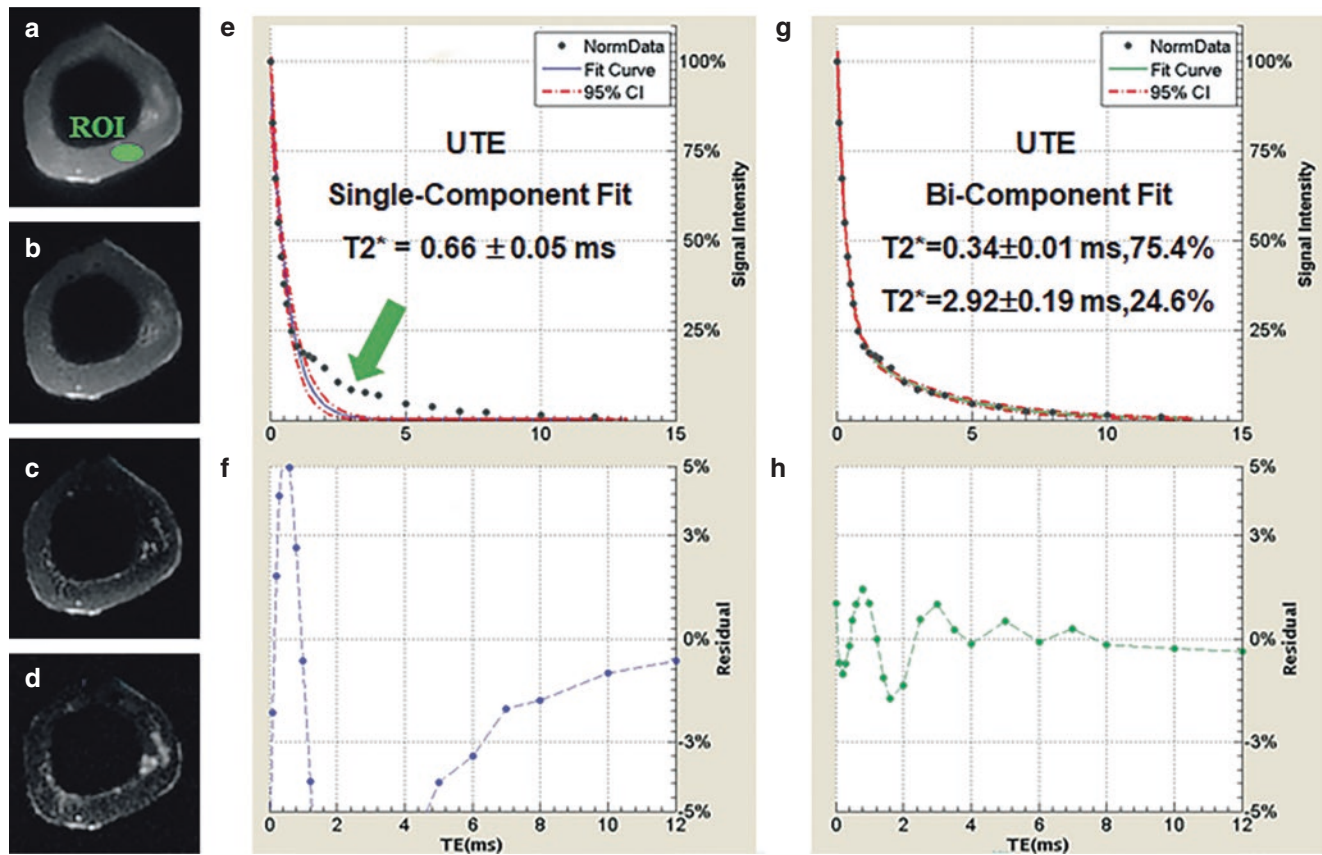 a
ROI
b
c
d
e
NormData
Fit Curve
95% CI
UTE
Single-Component Fit
T2* = 0.66 ± 0.05 ms
100%
75%
50%
25%
Signal Intensity
0 5 10 15
f
5%
3%
0%
-3%
-5%
Residual
0 2 4 6 8 10 12
TE(ms)
g
NormData
Fit Curve
95% CI
UTE
Bi-Component Fit
T2*=0.34±0.01 ms,75.4%
T2*=2.92±0.19 ms,24.6%
100%
75%
50%
25%
Signal Intensity
0 5 10 15
h
5%
3%
0%
-3%
-5%
Residual
0 2 4 6 8 10 12
TE(ms)